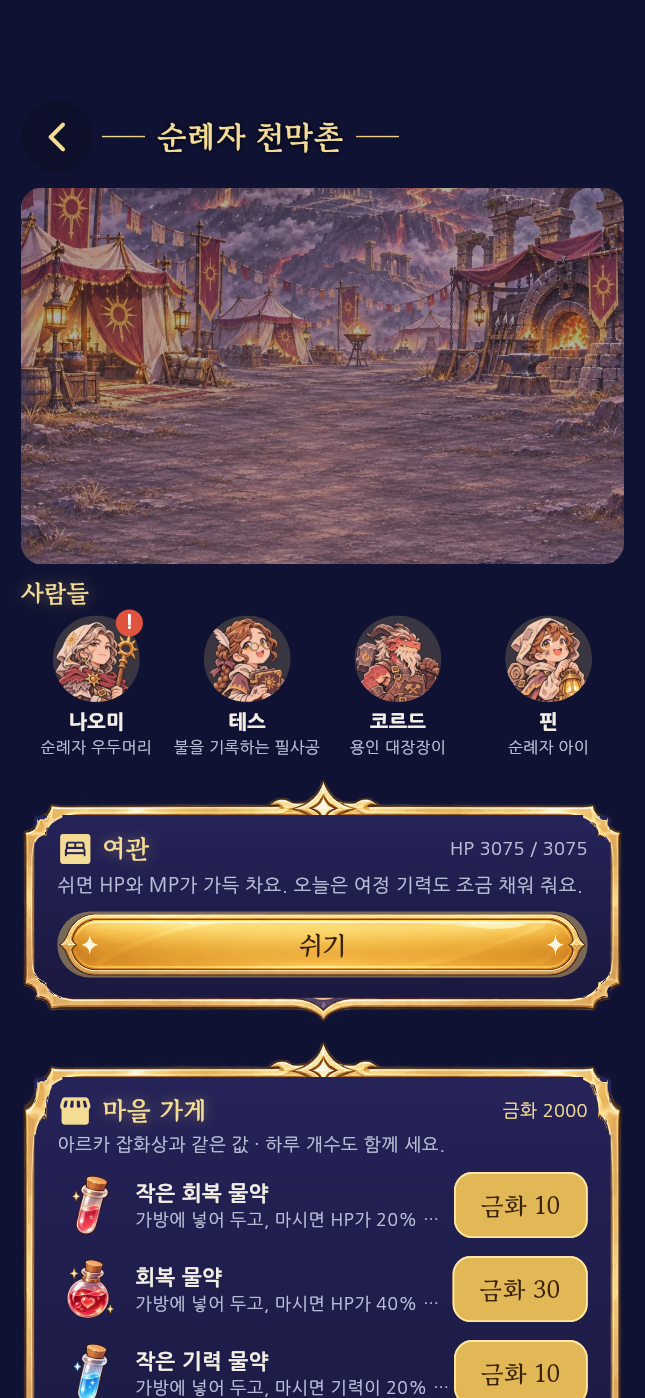 순례자 천막촌
사람들
!
나오미
순례자 우두머리
테스
불을 기록하는 필사공
코르드
용인 대장장이
핀
순례자 아이
여관
HP 3075 / 3075
쉬면 HP와 MP가 가득 차요. 오늘은 여정 기력도 조금 채워 줘요.
쉬기
마을 가게
금화 2000
아르카 잡화상과 같은 값 · 하루 개수도 함께 세요.
작은 회복 물약
가방에 넣어 두고, 마시면 HP가 20% ···
금화 10
회복 물약
가방에 넣어 두고, 마시면 HP가 40% ···
금화 30
작은 기력 물약
가방에 넣어 두고, 마시면 기력이 20% ···
금화 10